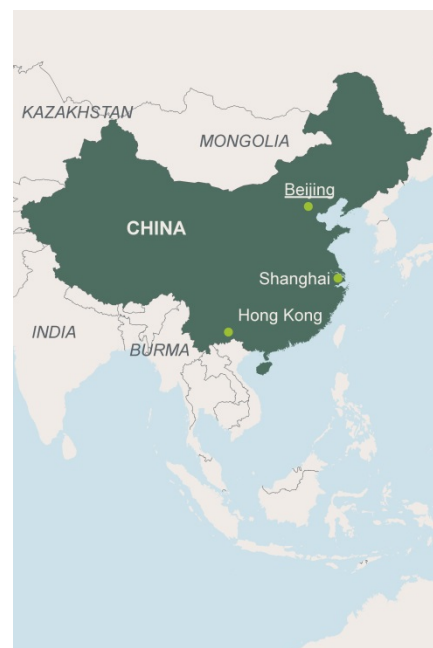 KAZAKHSTAN
MONGOLIA
Beijing
CHINA
Shanghai
Hong Kong
INDIA
BURMA